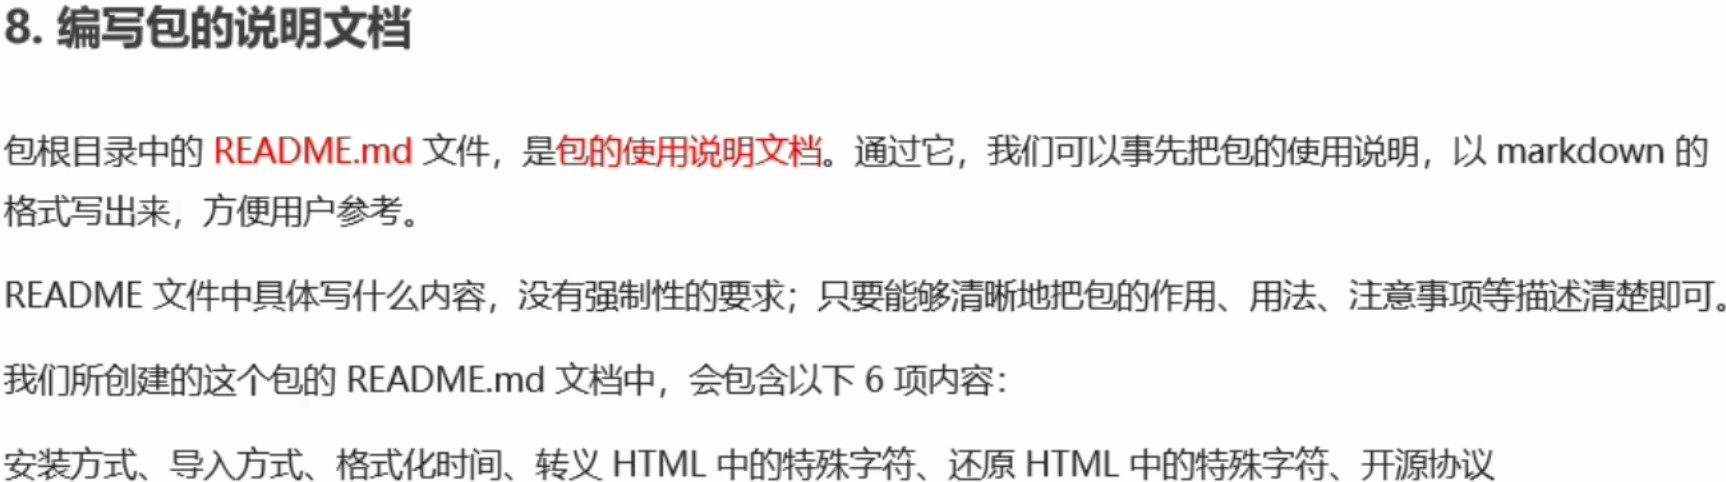 8. 编写包的说明文档
包根目录中的 README.md 文件，是包的使用说明文档。通过它，我们可以事先把包的使用说明，以 markdown 的
格式写出来，方便用户参考。
README 文件中具体写什么内容，没有强制性的要求；只要能够清晰地把包的作用、用法、注意事项等描述清楚即可。
我们所创建的这个包的 README.md 文档中，会包含以下 6 项内容：
安装方式、导入方式、格式化时间、转义 HTML 中的特殊字符、还原 HTML 中的特殊字符、开源协议